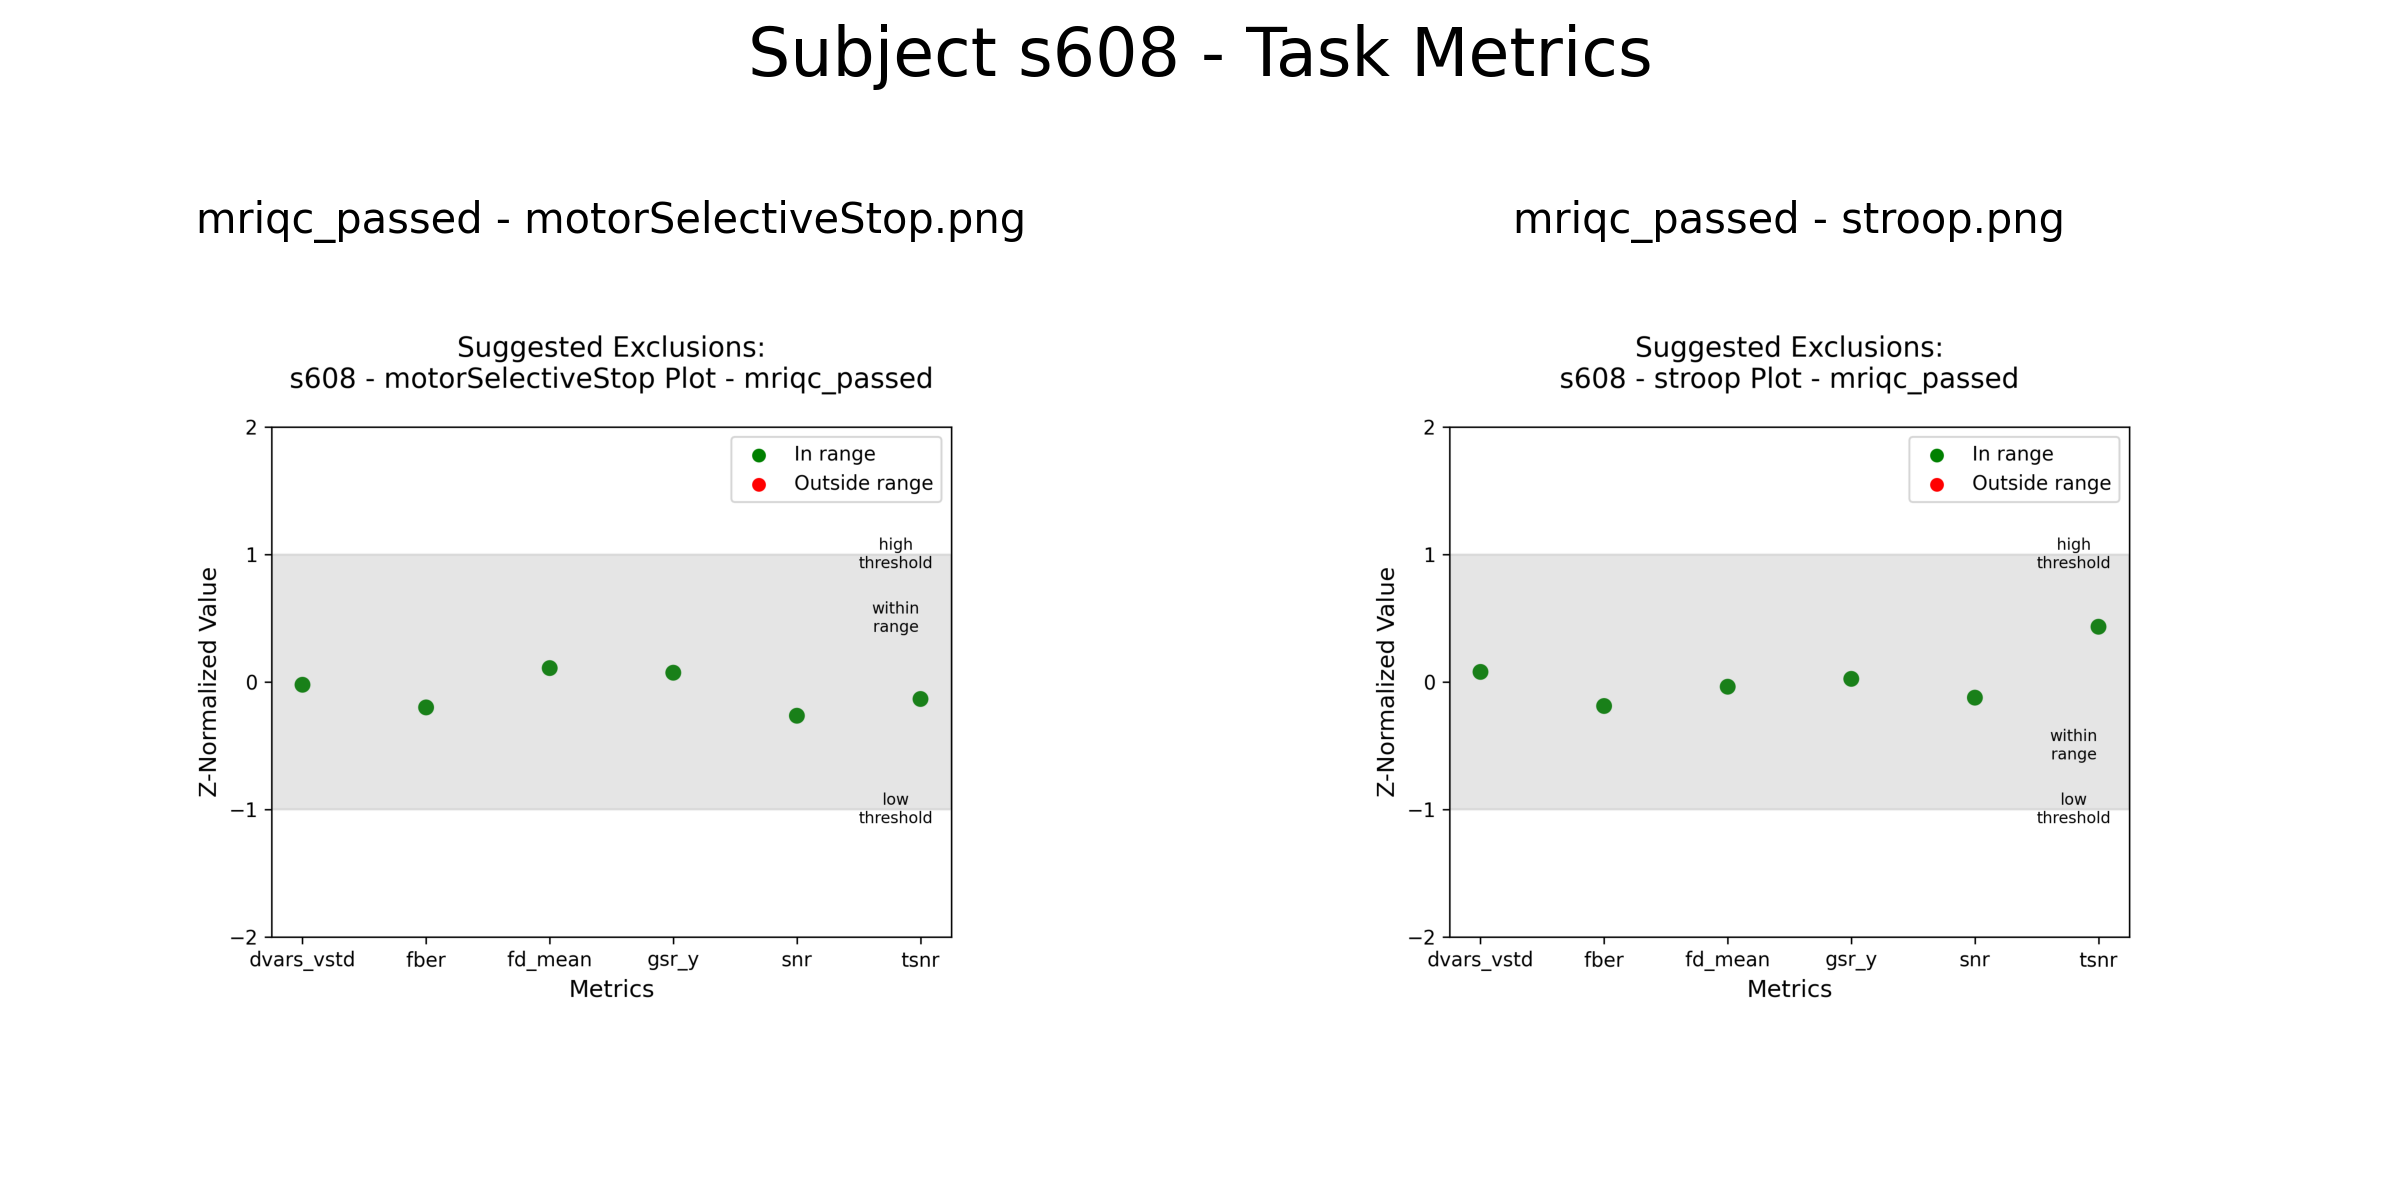 Subject s608 - Task Metrics
mriqc_passed - motorSelectiveStop.png
Suggested Exclusions:
s608 - motorSelectiveStop Plot - mriqc_passed
2
1
0
−1
−2
Z-Normalized Value
In range
Outside range
high
threshold
within
range
low
threshold
dvars_vstd
fber
fd_mean
gsr_y
snr
tsnr
Metrics
mriqc_passed - stroop.png
Suggested Exclusions:
s608 - stroop Plot - mriqc_passed
2
1
0
−1
−2
Z-Normalized Value
In range
Outside range
high
threshold
within
range
low
threshold
dvars_vstd
fber
fd_mean
gsr_y
snr
tsnr
Metrics